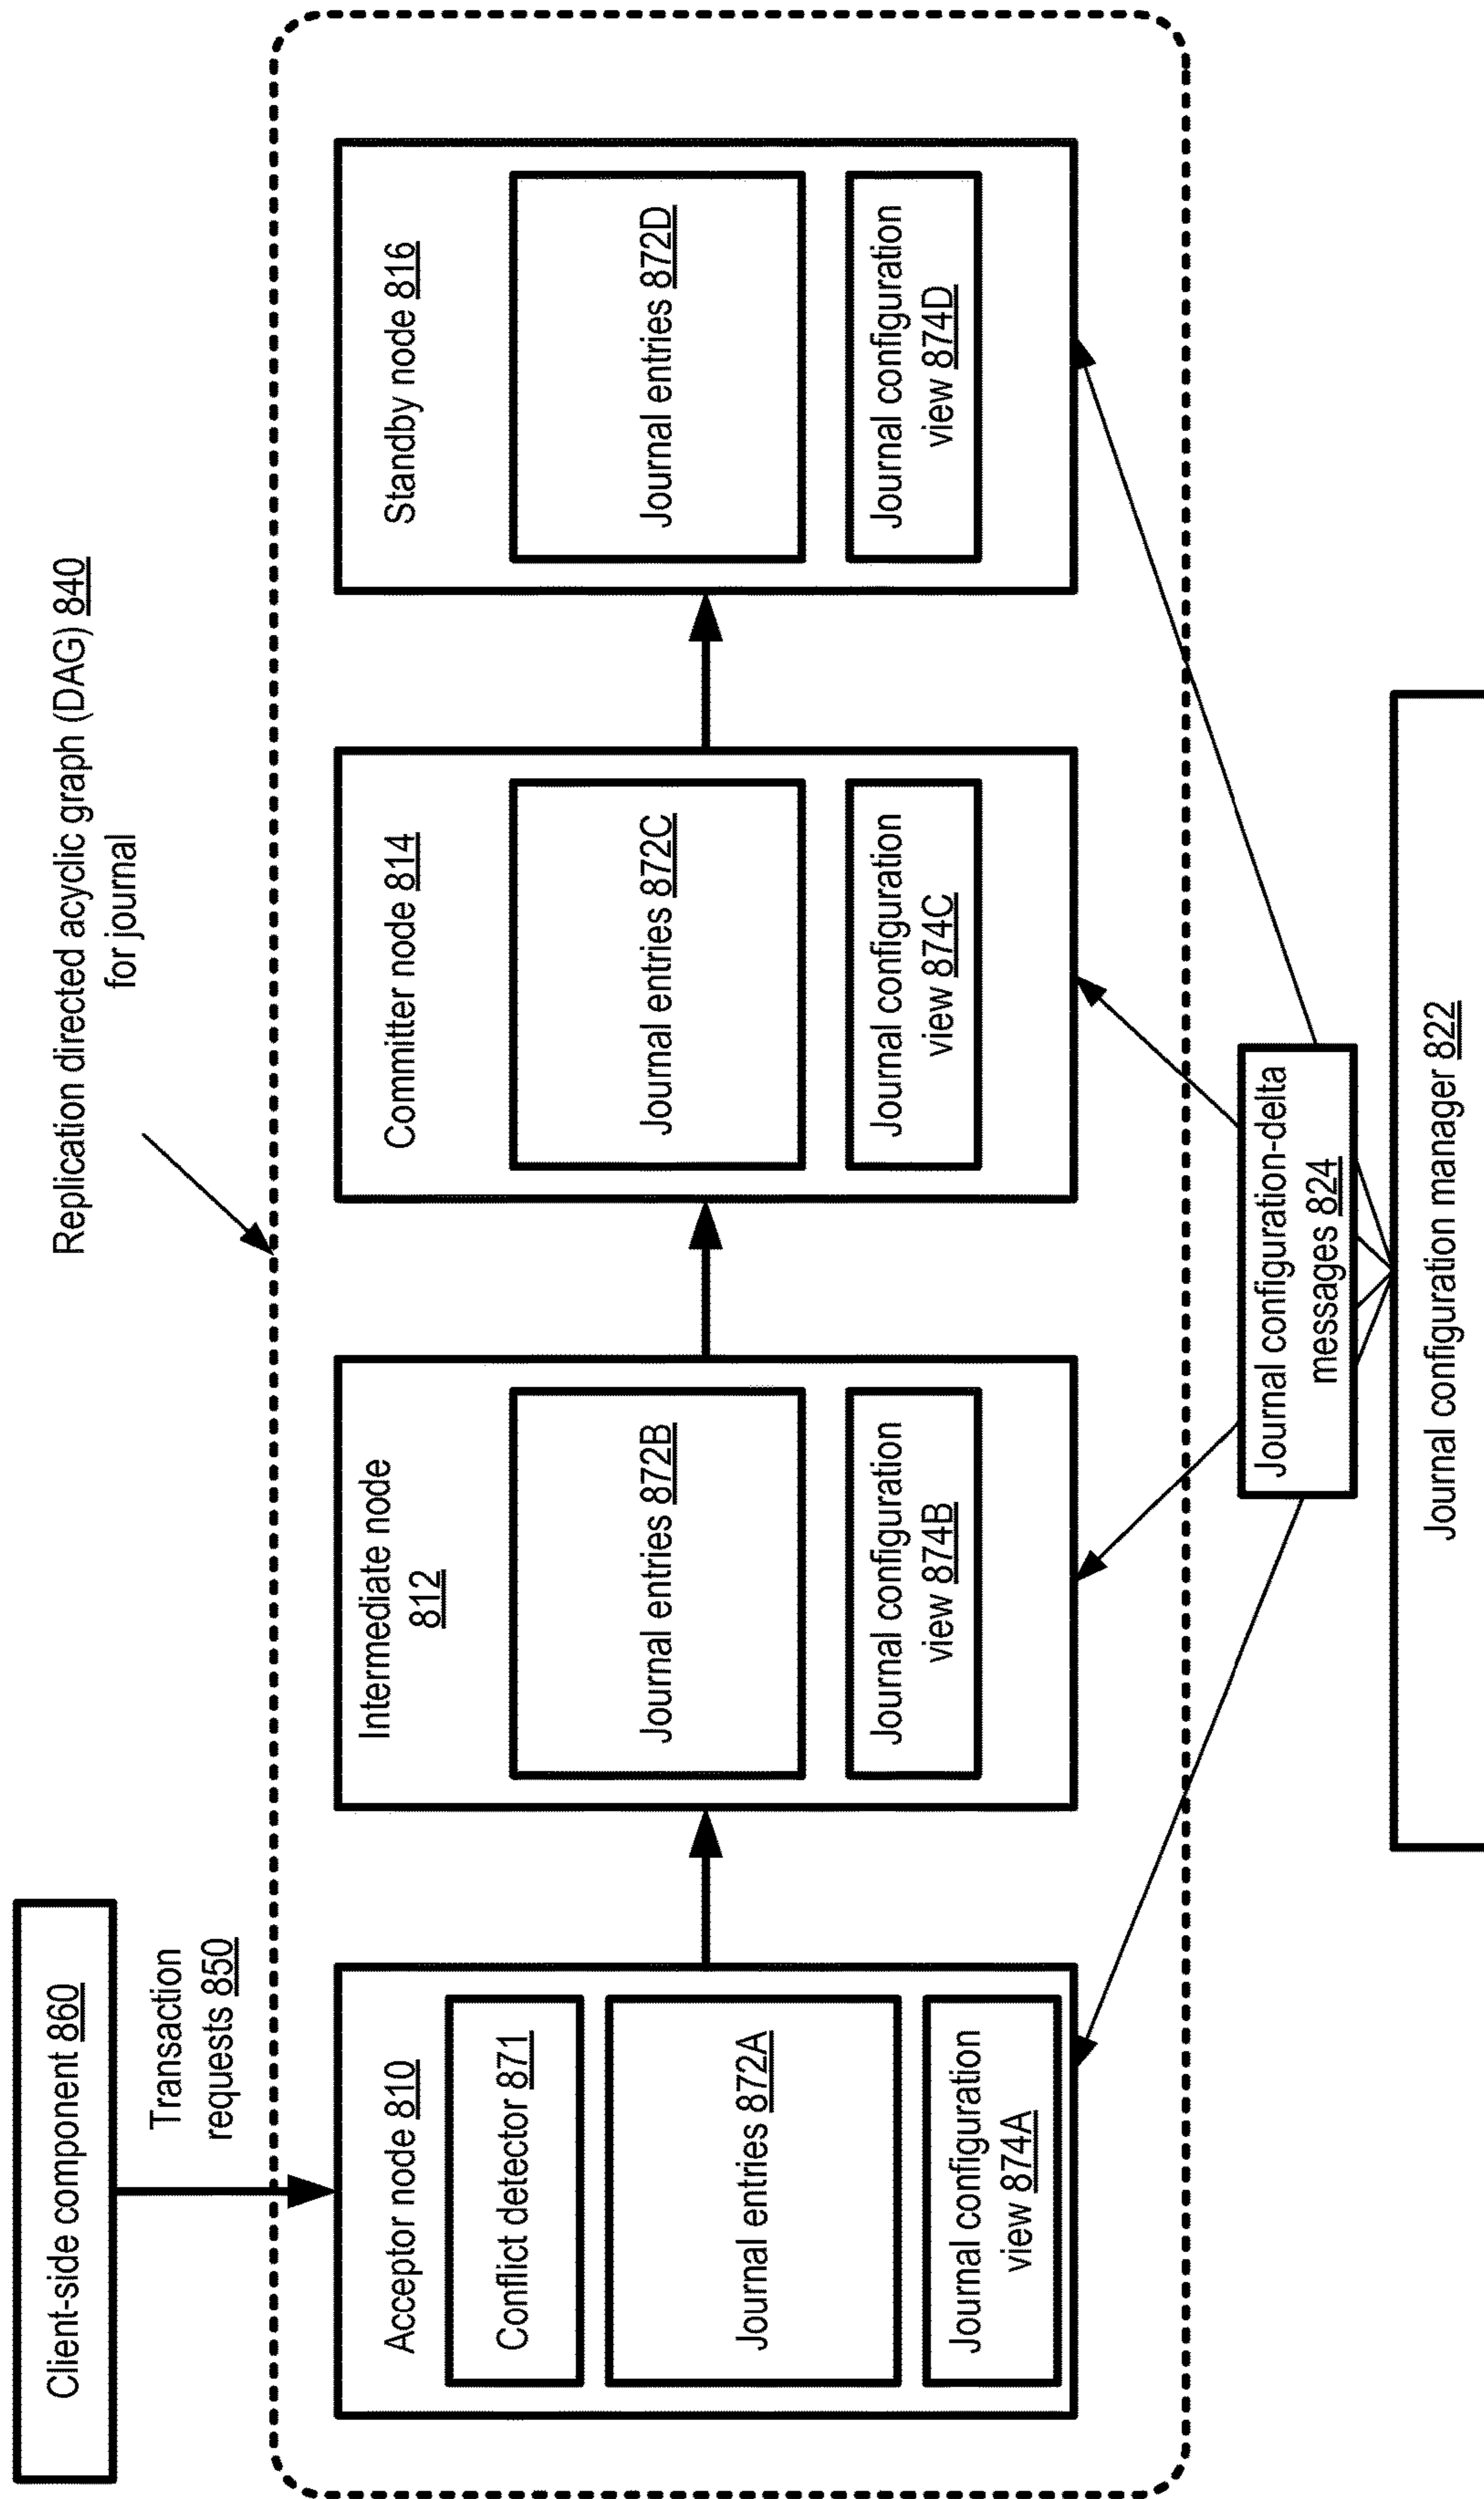 Client-side component 860
Transaction
requests 850
Replication directed acyclic graph (DAG) 840
for journal
Acceptor node 810
Conflict detector 871
Journal entries 872A
Journal configuration
view 874A
Intermediate node
812
Journal entries 872B
Journal configuration
view 874B
Committer node 814
Journal entries 872C
Journal configuration
view 874C
Standby node 816
Journal entries 872D
Journal configuration
view 874D
Journal configuration-delta
messages 824
Journal configuration manager 822